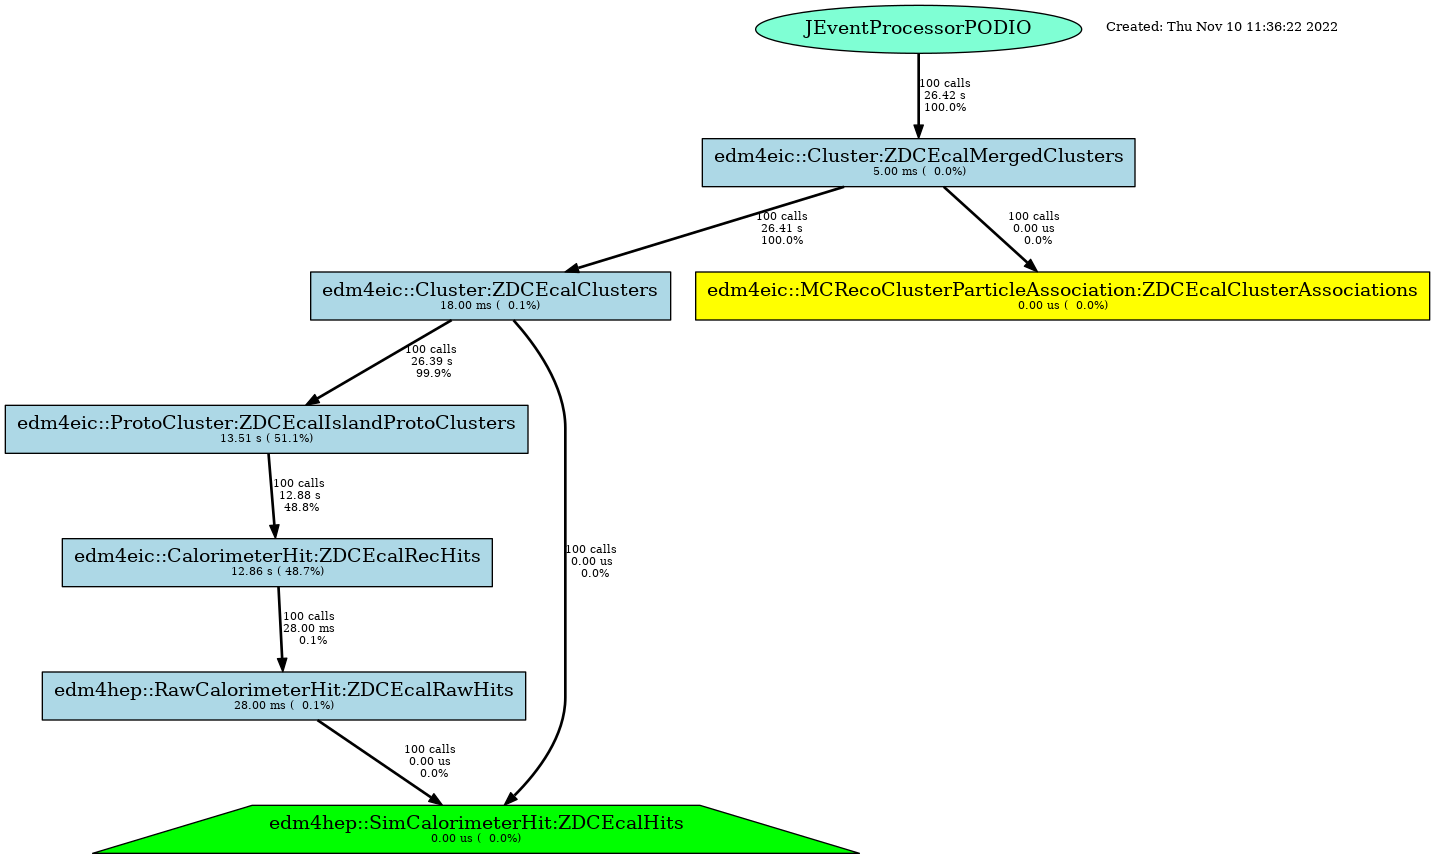 JEventProcessorPODIO
Created: Thu Nov 10 11:36:22 2022
100 calls
26.42 s
100.0%
edm4eic::Cluster:ZDCEcalMergedClusters
5.00 ms (  0.0%)
100 calls
26.41 s
100.0%
100 calls
0.00 us
0.0%
edm4eic::Cluster:ZDCEcalClusters
18.00 ms (  0.1%)
edm4eic::MCRecoClusterParticleAssociation:ZDCEcalClusterAssociations
0.00 us (  0.0%)
100 calls
26.39 s
99.9%
edm4eic::ProtoCluster:ZDCEcalIslandProtoClusters
13.51 s ( 51.1%)
100 calls
12.88 s
48.8%
100 calls
0.00 us
0.0%
edm4eic::CalorimeterHit:ZDCEcalRecHits
12.86 s ( 48.7%)
100 calls
28.00 ms
0.1%
edm4hep::RawCalorimeterHit:ZDCEcalRawHits
28.00 ms (  0.1%)
100 calls
0.00 us
0.0%
edm4hep::SimCalorimeterHit:ZDCEcalHits
0.00 us (  0.0%)